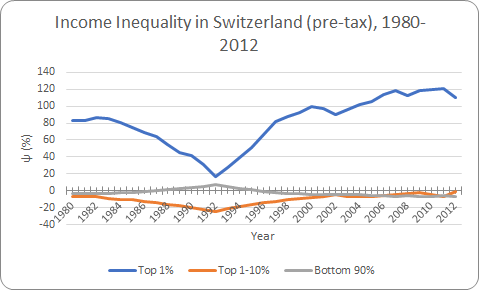 Income Inequality in Switzerland (pre-tax), 1980-
2012
140
120
100
80
60
40
20
0
-20
-40
ψ (%)
1980 1982 1984 1986 1988 1990 1992 1994 1996 1998 2000 2002 2004 2006 2008 2010 2012
Year
Top 1% Top 1-10% Bottom 90%